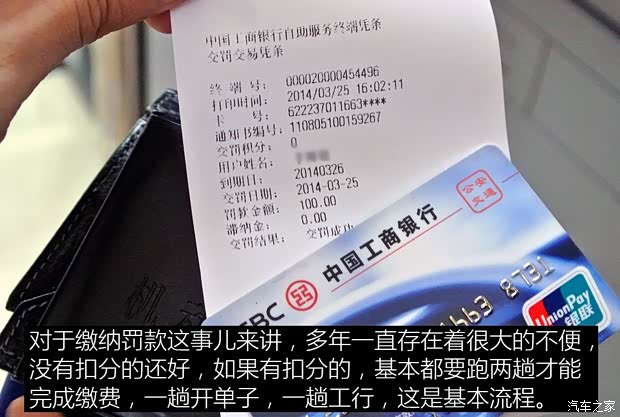 中国工商银行自助服务终端凭条
交罚交易凭条
终 端 号： 000020000454496
打印时间： 2014/03/25 16:02:11
卡 号： 622237011663****
通知书编号：110805100159267
交罚积分： 0
用户姓名：
到期日： 20140326
交罚日期： 2014-03-25
罚款金额： 100.00
滞纳金： 0.00
交罚结果： 交罚成功
公安
交通
中国工商银行
BC
1663 8731
UnionPay
银联
对于缴纳罚款这事儿来讲，多年一直存在着很大的不便，
没有扣分的还好，如果有扣分的，基本都要跑两趟才能
完成缴费，一趟开单子，一趟工行，这是基本流程。
汽车之家